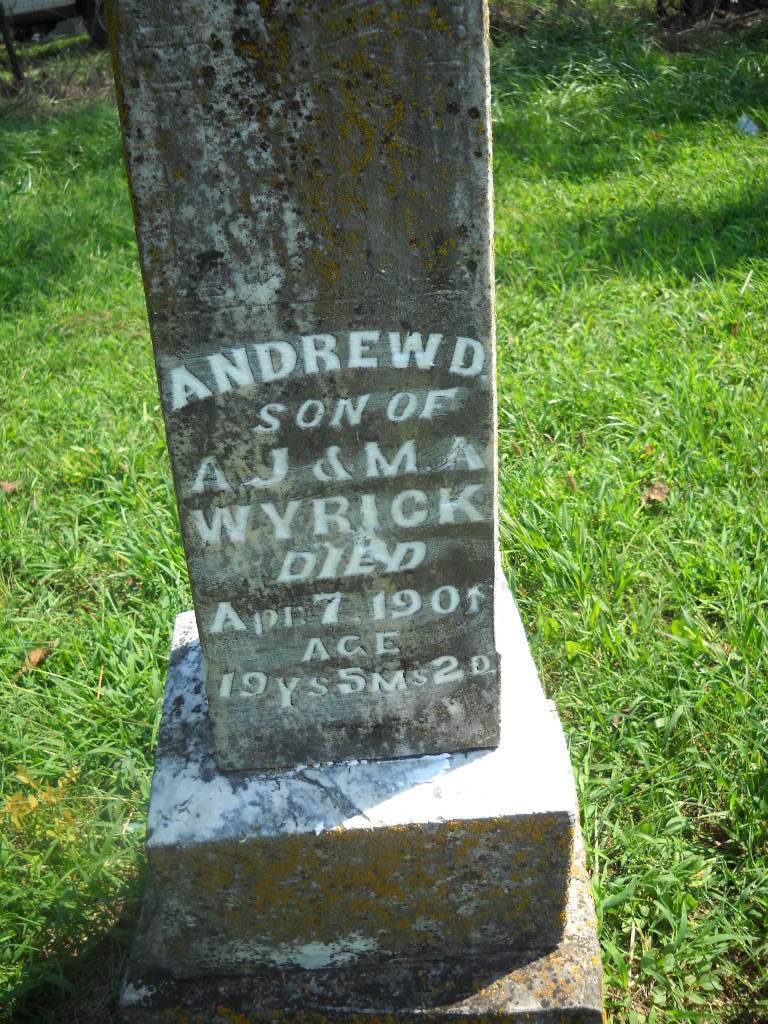 ANDREW D
SON OF
A J & M. A
WYRICK
DIED
Apr. 7, 1901
AGE
19 Ys 5 Ms 2 D